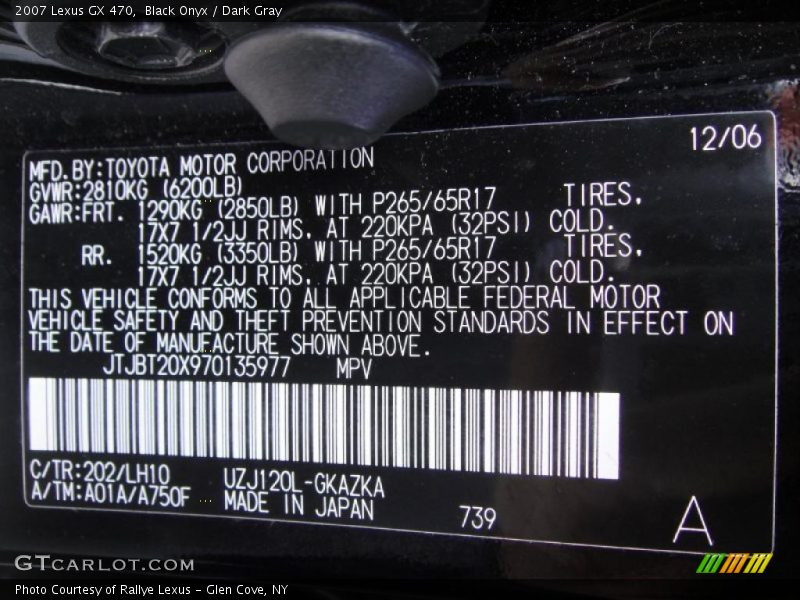 2007 Lexus GX 470,  Black Onyx / Dark Gray
12/06
MFD.BY:TOYOTA MOTOR CORPORATION
GVWR:2810KG (6200LB)
GAWR:FRT. 1290KG (2850LB) WITH P265/65R17 TIRES.
17X7 1/2JJ RIMS. AT 220KPA (32PSI) COLD.
RR. 1520KG (3350LB) WITH P265/65R17 TIRES.
17X7 1/2JJ RIMS. AT 220KPA (32PSI) COLD.
THIS VEHICLE CONFORMS TO ALL APPLICABLE FEDERAL MOTOR
VEHICLE SAFETY AND THEFT PREVENTION STANDARDS IN EFFECT ON
THE DATE OF MANUFACTURE SHOWN ABOVE.
JTJBT20X970135977 MPV
C/TR:202/LH10 UZJ120L-GKAZKA
A/TM:A01A/A750F MADE IN JAPAN 739
A
GTCARLOT.COM
Photo Courtesy of Rallye Lexus - Glen Cove, NY